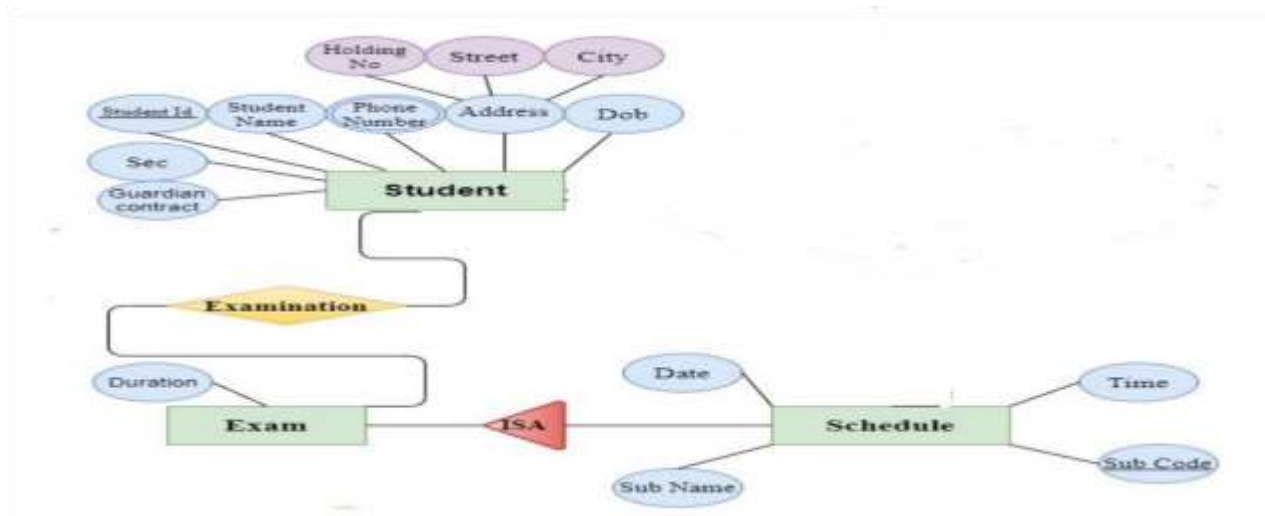 Holding
No
Street
City
Student Id
Student
Name
Phone
Number
Address
Dob
Sec
Guardian
contract
Student
Examination
Duration
Exam
ISA
Date
Schedule
Time
Sub Name
Sub Code